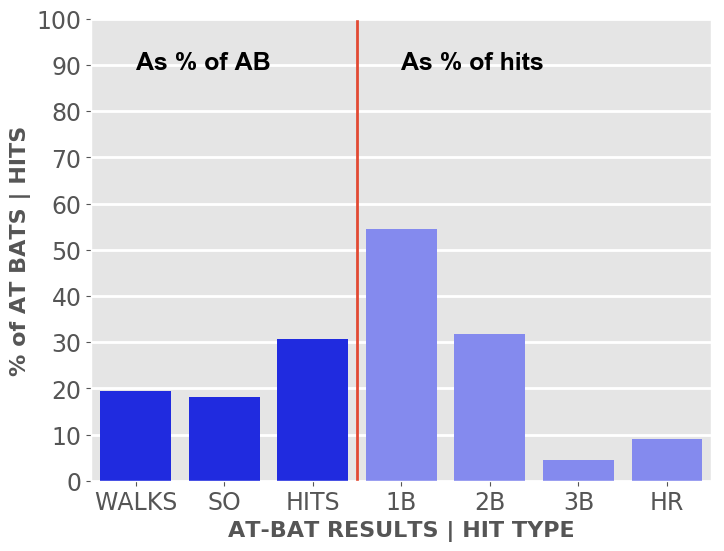 100
90
80
70
60
50
40
30
20
10
0
% of AT BATS | HITS
As % of AB
As % of hits
WALKS SO HITS 1B 2B 3B HR
AT-BAT RESULTS | HIT TYPE